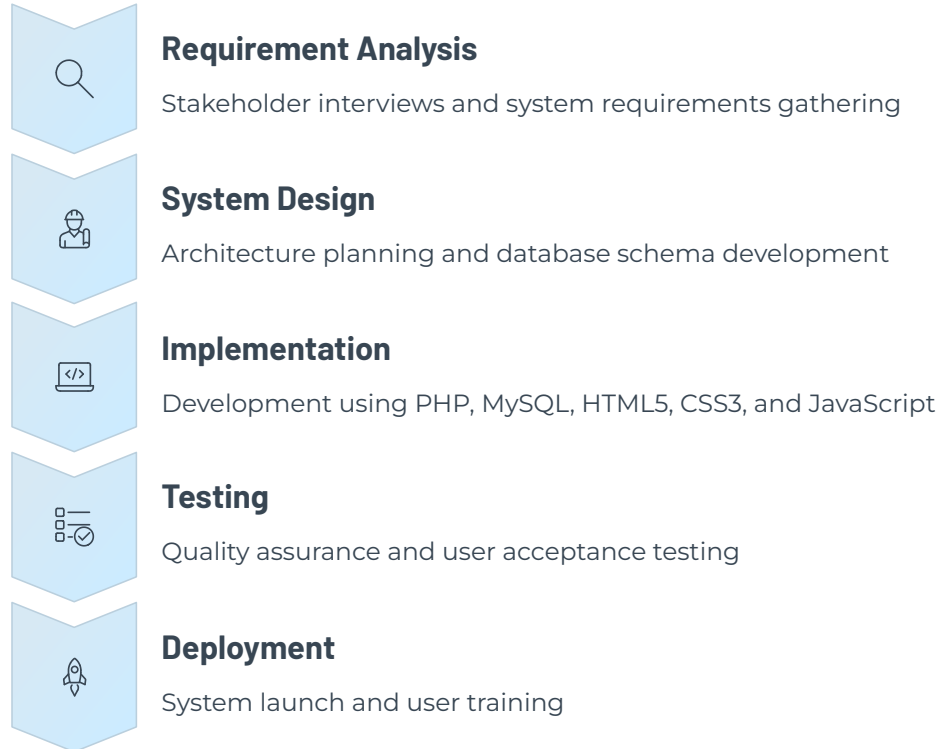 Requirement Analysis
Stakeholder interviews and system requirements gathering
System Design
Architecture planning and database schema development
Implementation
</>
Development using PHP, MySQL, HTML5, CSS3, and JavaScript
Testing
Quality assurance and user acceptance testing
Deployment
System launch and user training